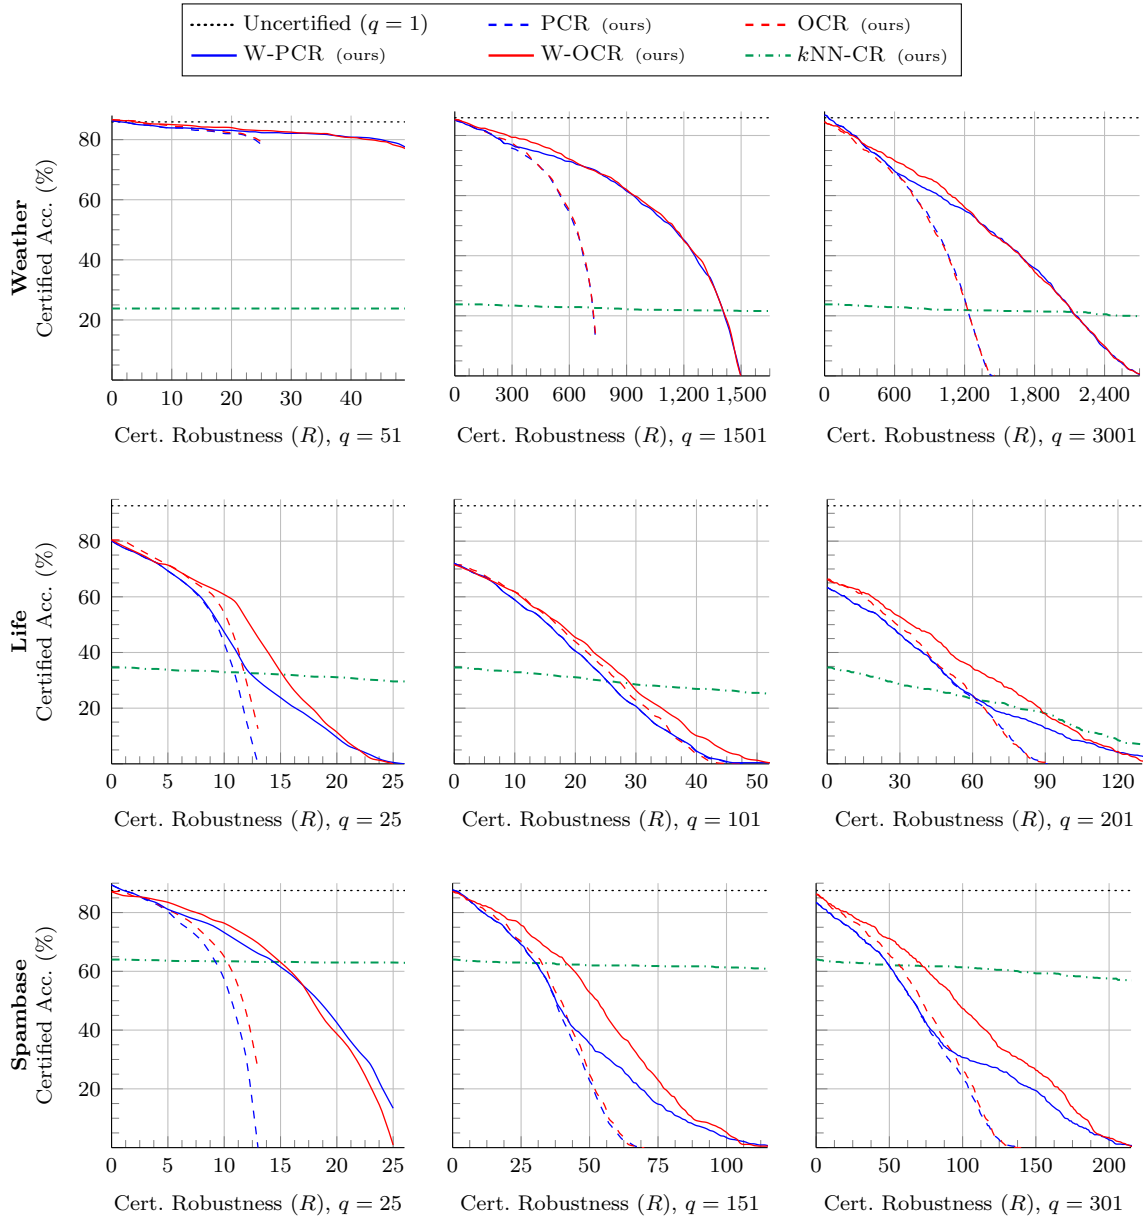 Uncertified (q = 1) PCR (ours) OCR (ours)
W-PCR (ours) W-OCR (ours) kNN-CR (ours)
Weather
Certified Acc. (%)
80
60
40
20
0 10 20 30 40
Cert. Robustness (R), q = 51
0 300 600 900 1,200 1,500
Cert. Robustness (R), q = 1501
0 600 1,200 1,800 2,400
Cert. Robustness (R), q = 3001
Life
Certified Acc. (%)
80
60
40
20
0 5 10 15 20 25
Cert. Robustness (R), q = 25
0 10 20 30 40 50
Cert. Robustness (R), q = 101
0 30 60 90 120
Cert. Robustness (R), q = 201
Spambase
Certified Acc. (%)
80
60
40
20
0 5 10 15 20 25
Cert. Robustness (R), q = 25
0 25 50 75 100
Cert. Robustness (R), q = 151
0 50 100 150 200
Cert. Robustness (R), q = 301